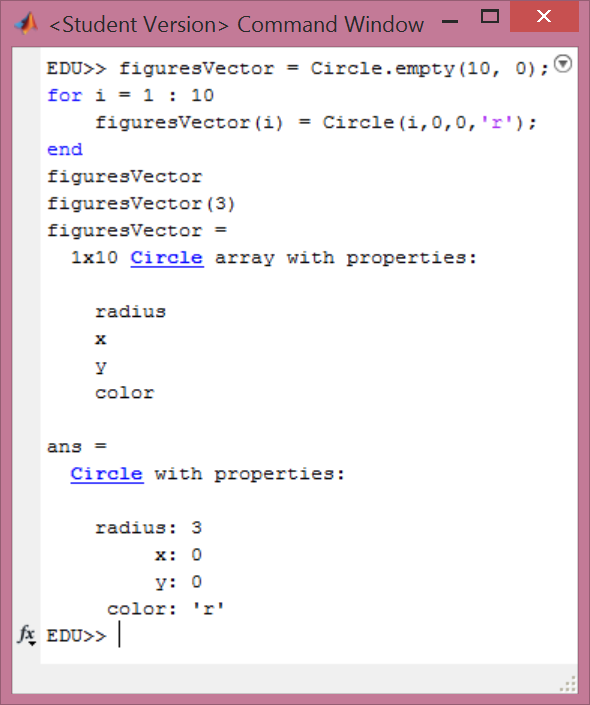 <Student Version> Command Window
EDU>> figuresVector = Circle.empty(10, 0);
for i = 1 : 10
    figuresVector(i) = Circle(i,0,0,'r');
end
figuresVector
figuresVector(3)
figuresVector =
  1x10 Circle array with properties:

    radius
    x
    y
    color

ans =
  Circle with properties:

    radius: 3
         x: 0
         y: 0
     color: 'r'
fx EDU>>